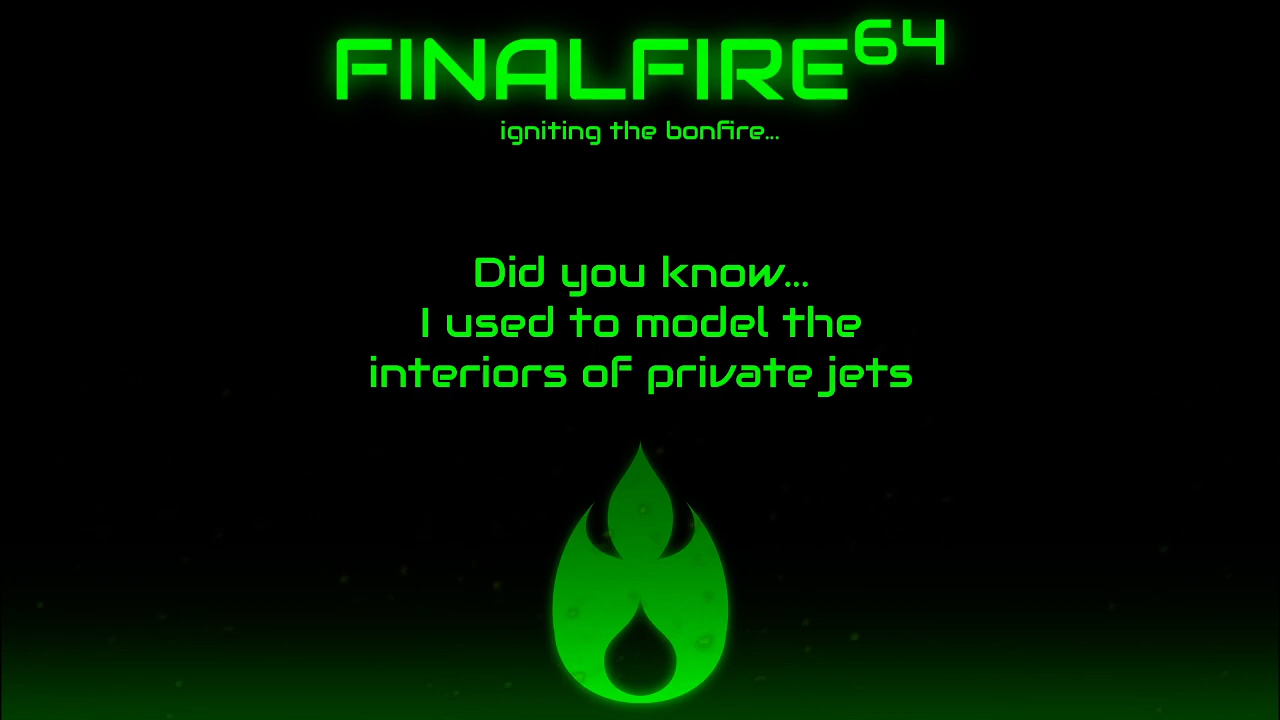 FINALFIRE64
igniting the bonfire...
Did you know...
I used to model the
interiors of private jets